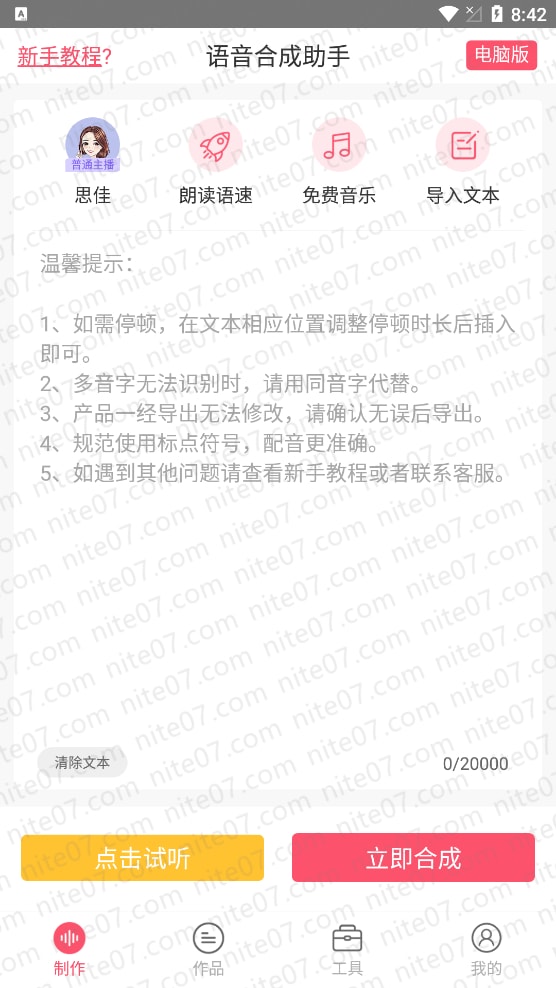 8:42
新手教程?
语音合成助手
电脑版
普通主播
思佳
朗读语速
免费音乐
导入文本
温馨提示：
1、如需停顿，在文本相应位置调整停顿时长后插入
即可。
2、多音字无法识别时，请用同音字代替。
3、产品一经导出无法修改，请确认无误后导出。
4、规范使用标点符号，配音更准确。
5、如遇到其他问题请查看新手教程或者联系客服。
清除文本
0/20000
点击试听
立即合成
制作
作品
工具
我的
nite07.com